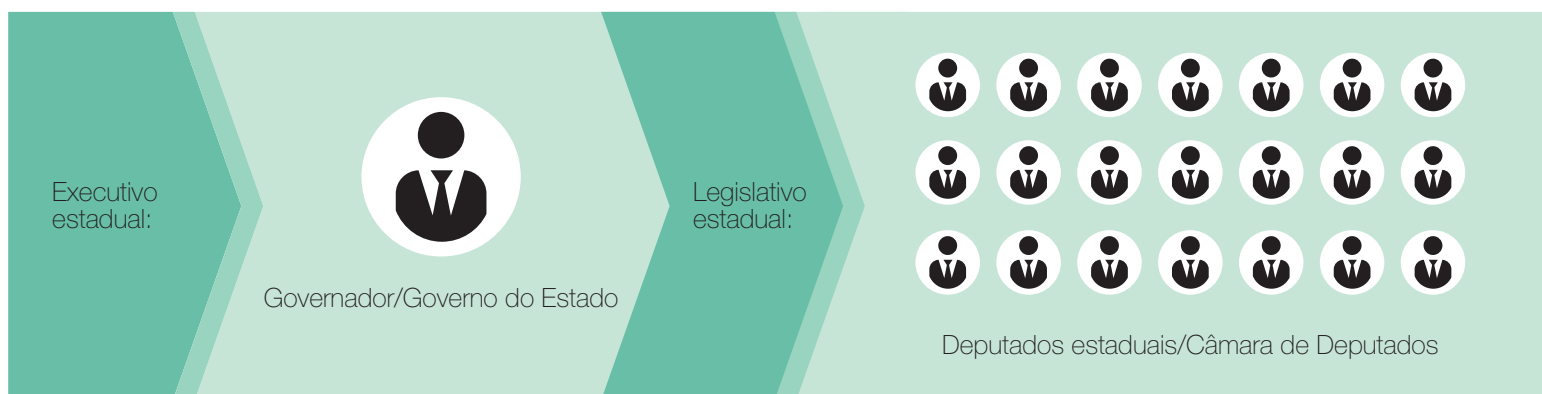 Executivo
estadual:
Governador/Governo do Estado
Legislativo
estadual:
Deputados estaduais/Câmara de Deputados